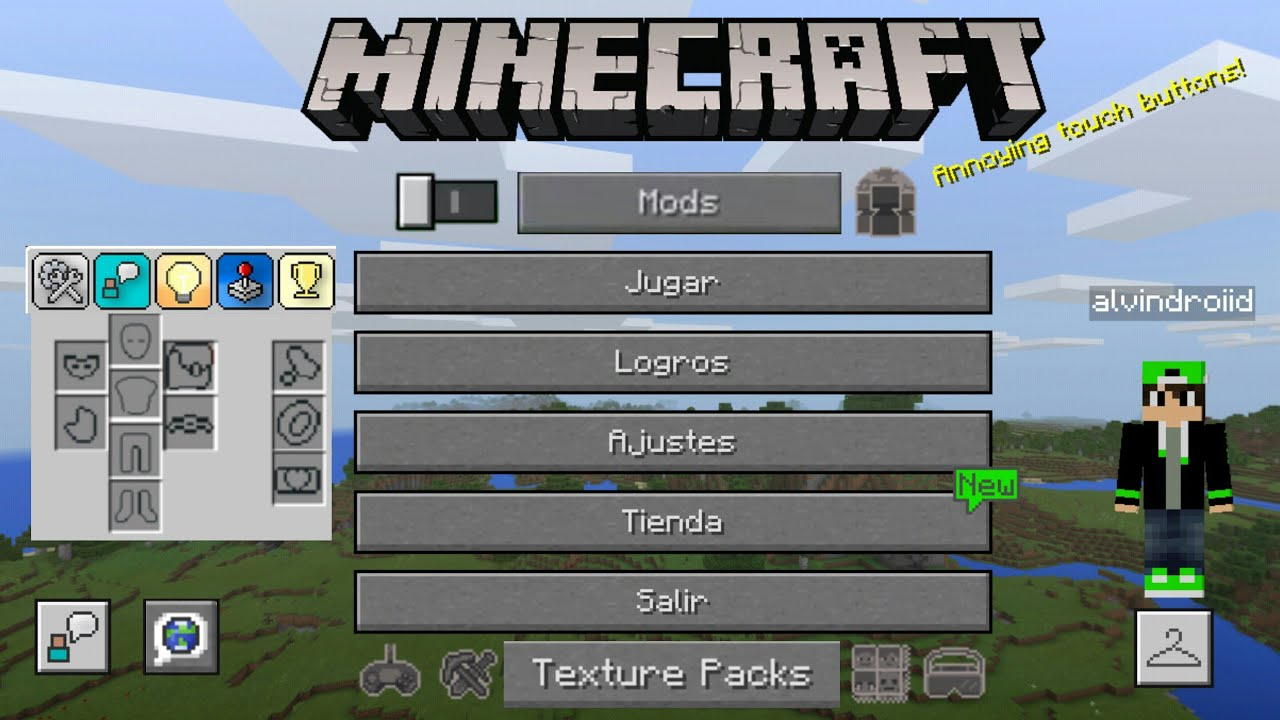 MINECRAFT
Annoying touch buttons!
Mods
Jugar
alvindroiid
Logros
Ajustes
New
Tienda
Salir
Texture Packs